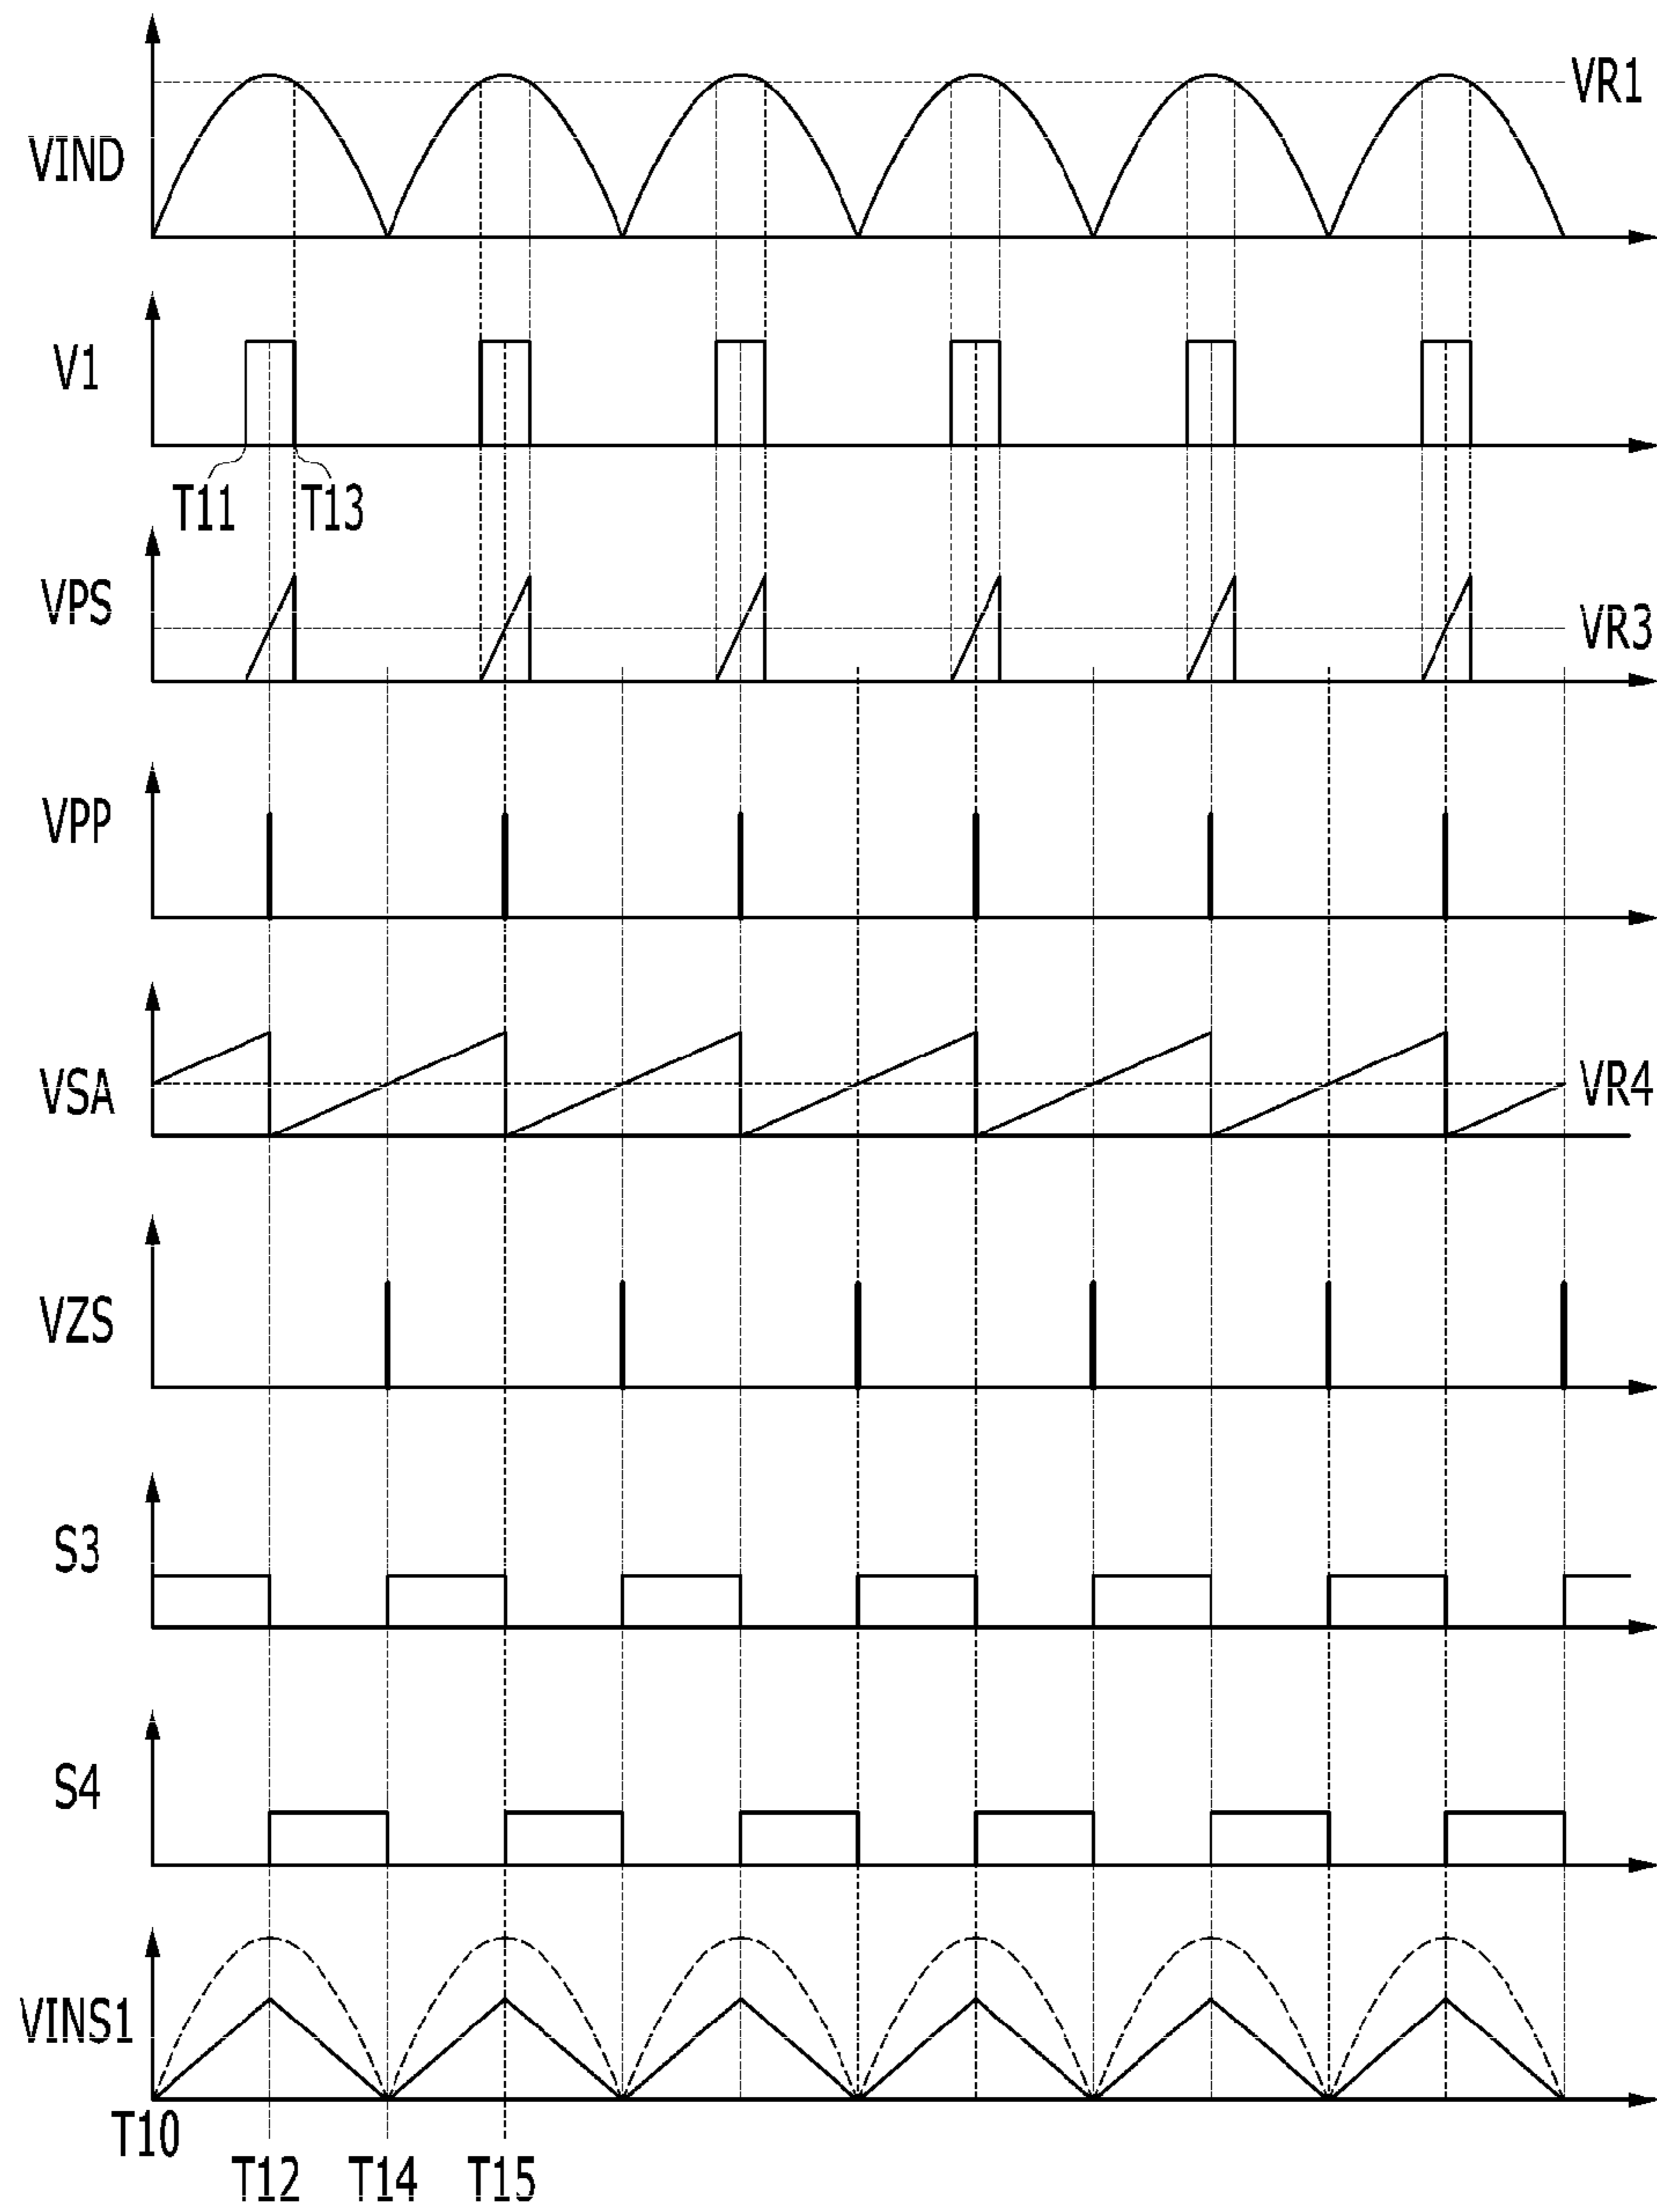 VR1
VIND
V1
T11
T13
VPS
VR3
VPP
VSA
VR4
VZS
S3
S4
VINS1
T10
T12
T14
T15